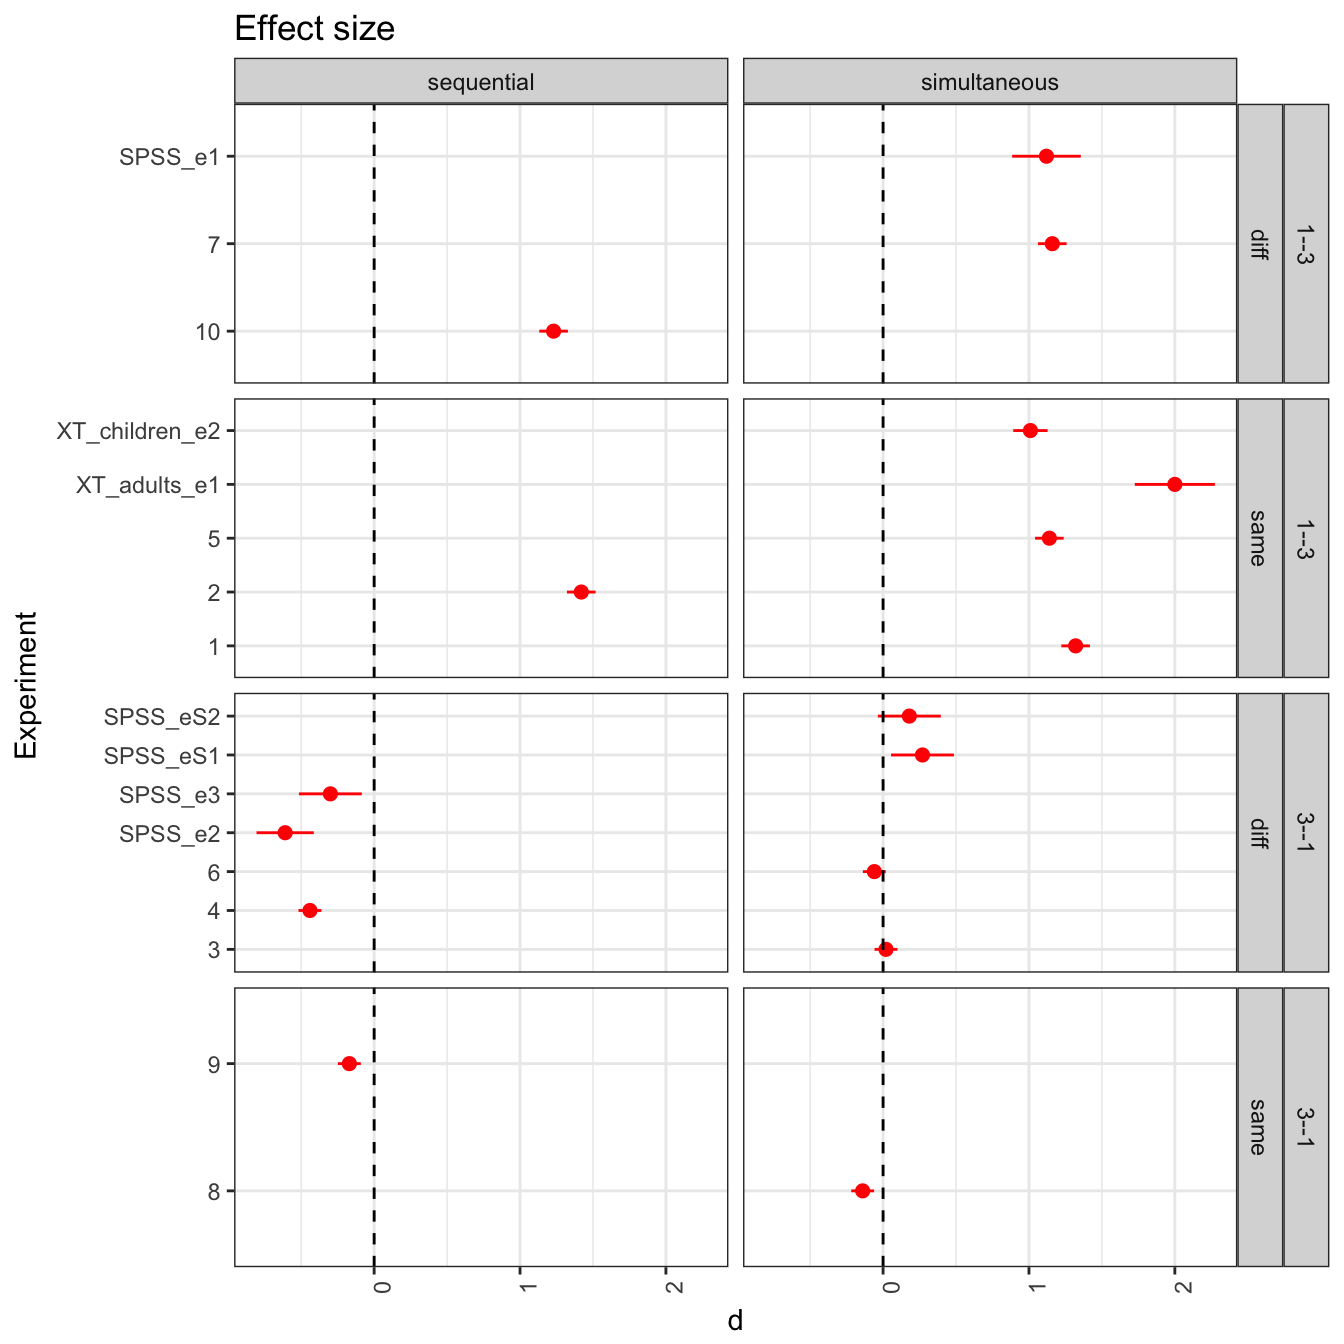 Effect size
sequential simultaneous
SPSS_e1
7
10
diff 1--3
XT_children_e2
XT_adults_e1
5
2
1
same 1--3
SPSS_eS2
SPSS_eS1
SPSS_e3
SPSS_e2
6
4
3
diff 3--1
9
8
same 3--1
0 1 2 0 1 2
d
Experiment